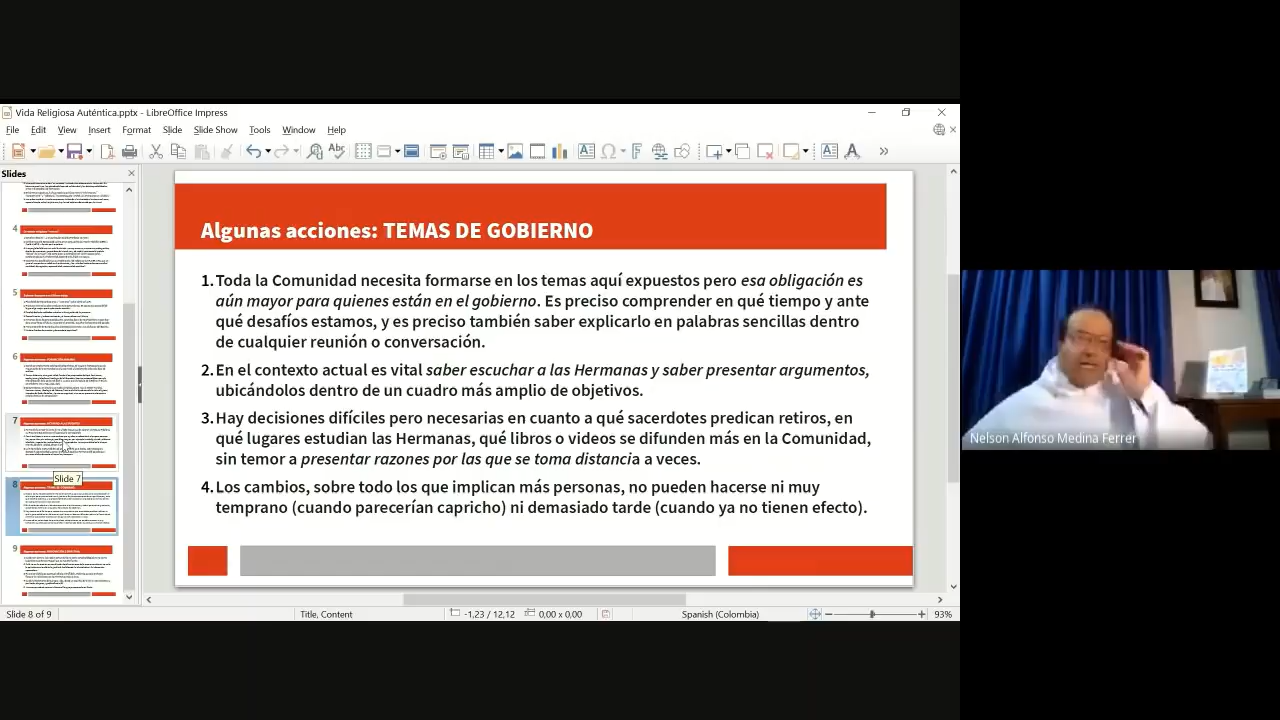 Vida Religiosa Auténtica.pptx - LibreOffice Impress
File Edit View Insert Format Slide Slide Show Tools Window Help
Slides
4
5
6
7
Slide 7
8
9
Algunas acciones: TEMAS DE GOBIERNO
1. Toda la Comunidad necesita formarse en los temas aquí expuestos pero esa obligación es
aún mayor para quienes están en el gobierno. Es preciso comprender en qué tiempo y ante
qué desafíos estamos, y es preciso también saber explicarlo en palabras sencillas dentro
de cualquier reunión o conversación.
2. En el contexto actual es vital saber escuchar a las Hermanas y saber presentar argumentos,
ubicándolos dentro de un cuadro más amplio de objetivos.
3. Hay decisiones difíciles pero necesarias en cuanto a qué sacerdotes predican retiros, en
qué lugares estudian las Hermanas, qué libros o videos se difunden más en la Comunidad,
sin temor a presentar razones por las que se toma distancia a veces.
4. Los cambios, sobre todo los que implican más personas, no pueden hacerse ni muy
temprano (cuando parecerían capricho) ni demasiado tarde (cuando ya no tienen efecto).
Nelson Alfonso Medina Ferrer
Slide 8 of 9 Title, Content -1,23 / 12,12 0,00 x 0,00 Spanish (Colombia) 93%